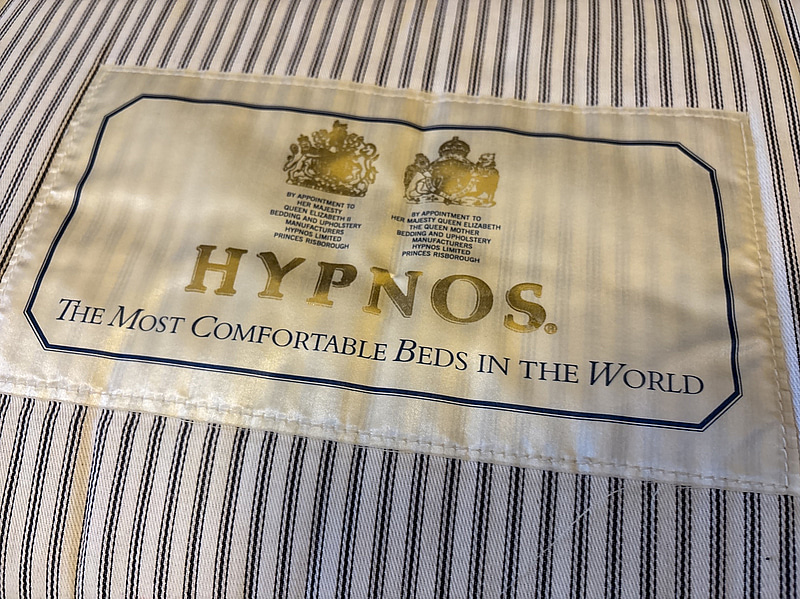 BY APPOINTMENT TO
HER MAJESTY
QUEEN ELIZABETH II
BEDDING AND UPHOLSTERY
MANUFACTURERS
HYPNOS LIMITED
PRINCES RISBOROUGH
BY APPOINTMENT TO
HER MAJESTY QUEEN ELIZABETH
THE QUEEN MOTHER
BEDDING AND UPHOLSTERY
MANUFACTURERS
HYPNOS LIMITED
PRINCES RISBOROUGH
HYPNOS®
THE MOST COMFORTABLE BEDS IN THE WORLD